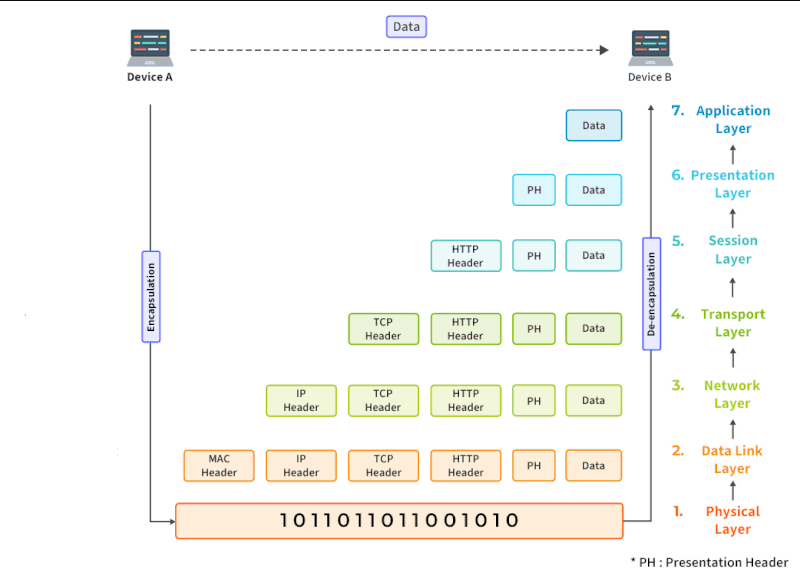 Data
Device A
Device B
7. Application
Layer
Data
6. Presentation
Layer
PH
Data
5. Session
Layer
HTTP
Header
PH
Data
Encapsulation
De-encapsulation
4. Transport
Layer
TCP
Header
HTTP
Header
PH
Data
3. Network
Layer
IP
Header
TCP
Header
HTTP
Header
PH
Data
2. Data Link
Layer
MAC
Header
IP
Header
TCP
Header
HTTP
Header
PH
Data
1. Physical
Layer
1011011011001010
* PH : Presentation Header